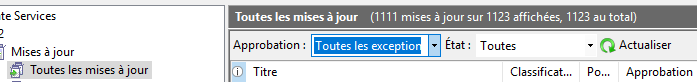 te Services
2
Mises à jour
Toutes les mises à jour
Toutes les mises à jour (1111 mises à jour sur 1123 affichées, 1123 au total)
Approbation : Toutes les exception État : Toutes Actualiser
Titre Classificat... Po... Approbation